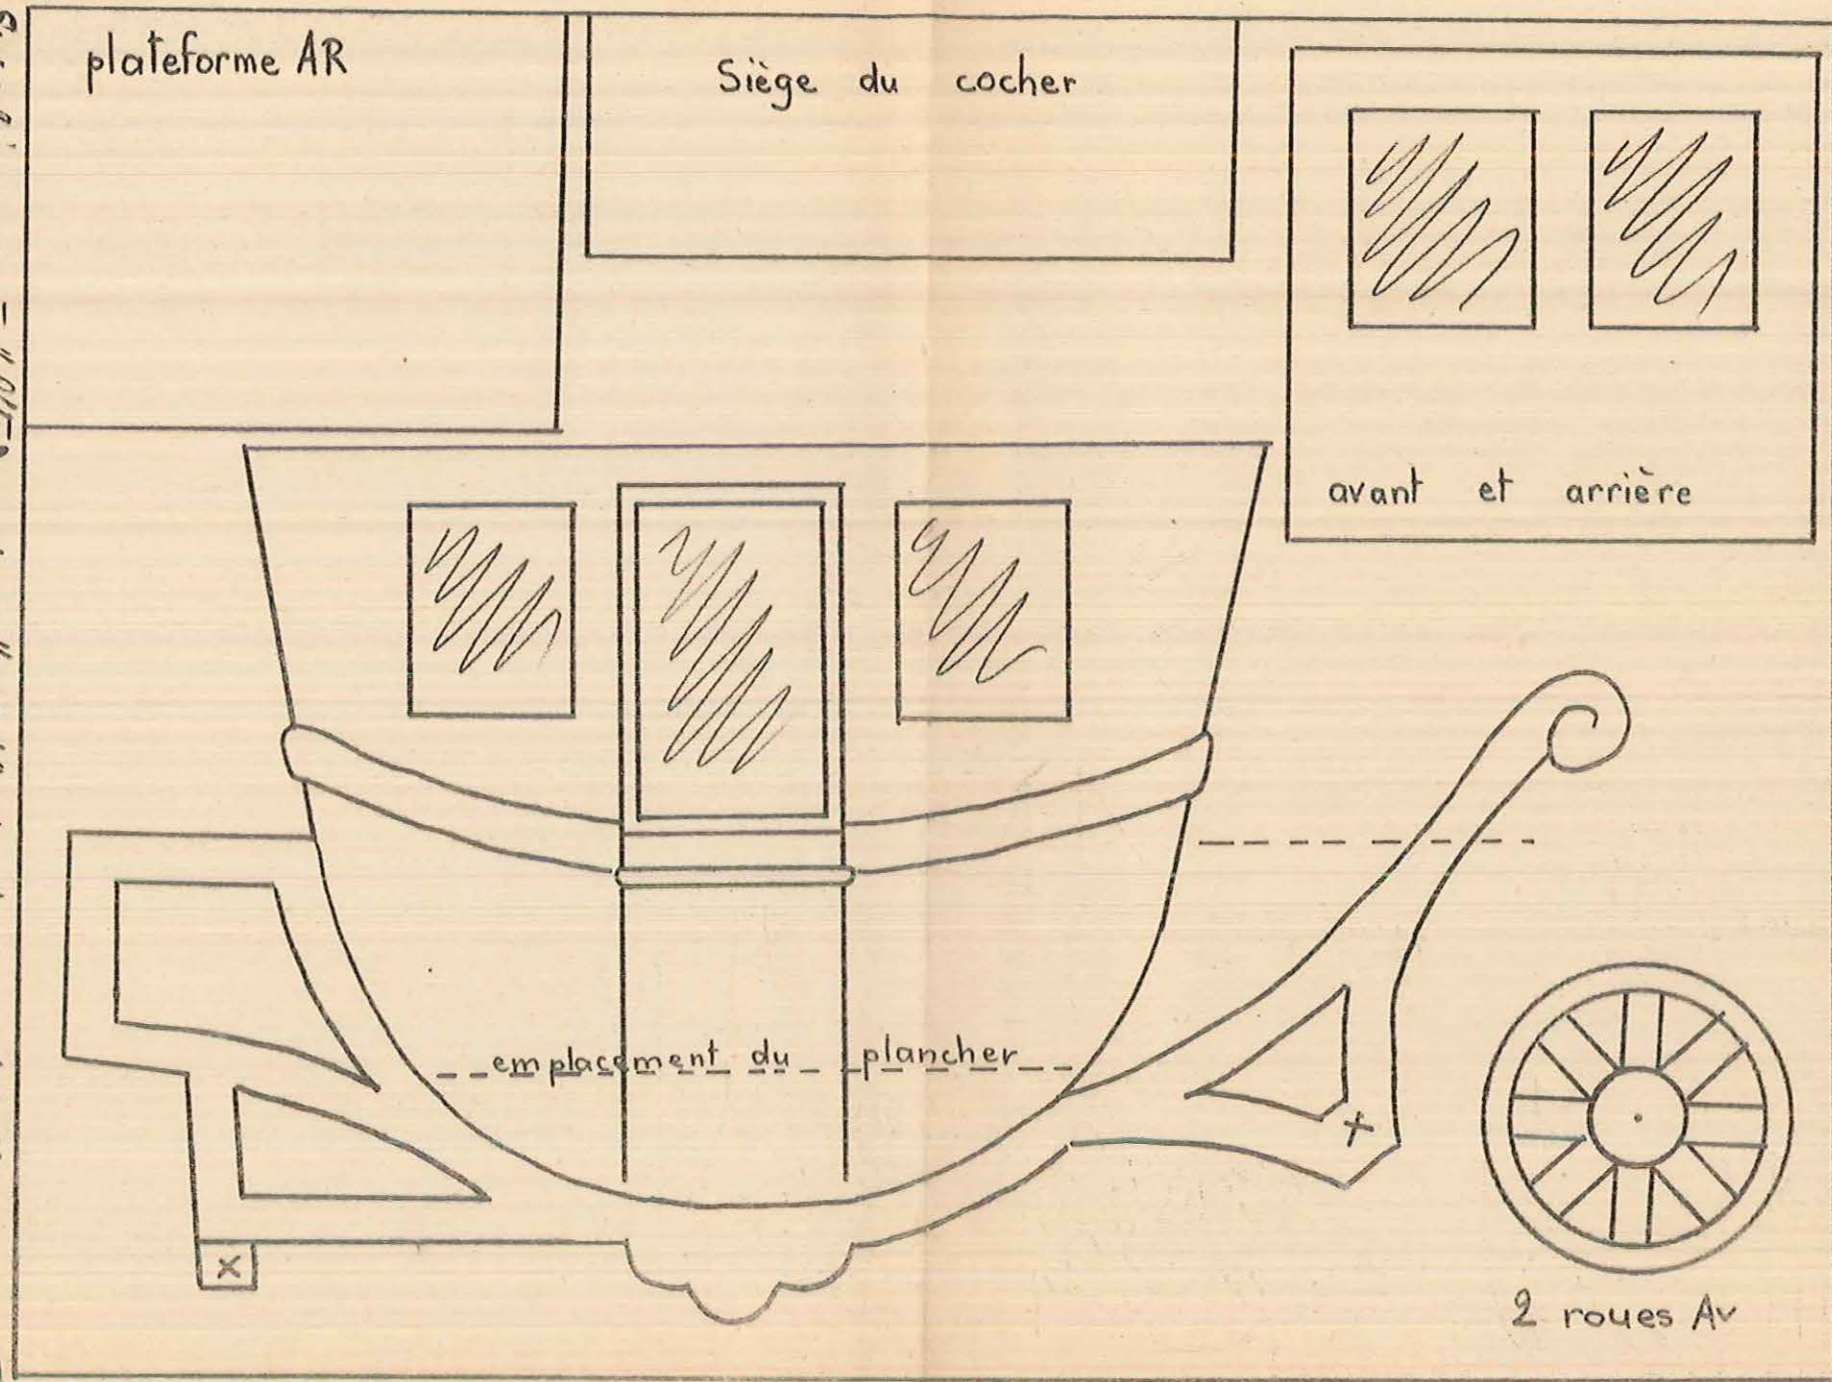 plateforme AR
Siège du cocher
avant et arrière
emplacement du plancher
2 roues Av